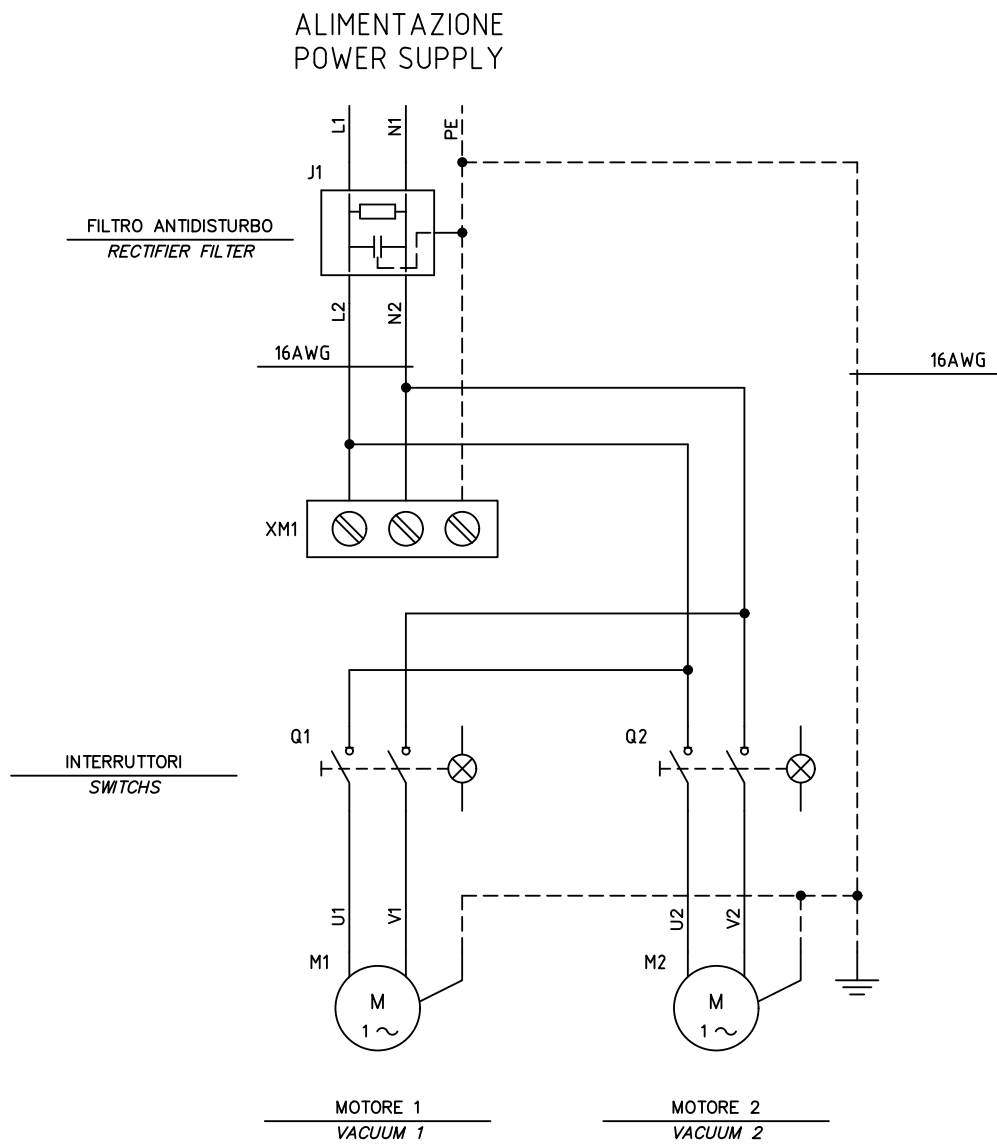 ALIMENTAZIONE
POWER SUPPLY
L1
N1
PE
J1
FILTRO ANTIDISTURBO
RECTIFIER FILTER
L2
N2
16AWG
16AWG
XM1
Q1
Q2
INTERRUTTORI
SWITCHS
U1
V1
U2
V2
M1
M
1~
M2
M
1~
MOTORE 1
VACUUM 1
MOTORE 2
VACUUM 2